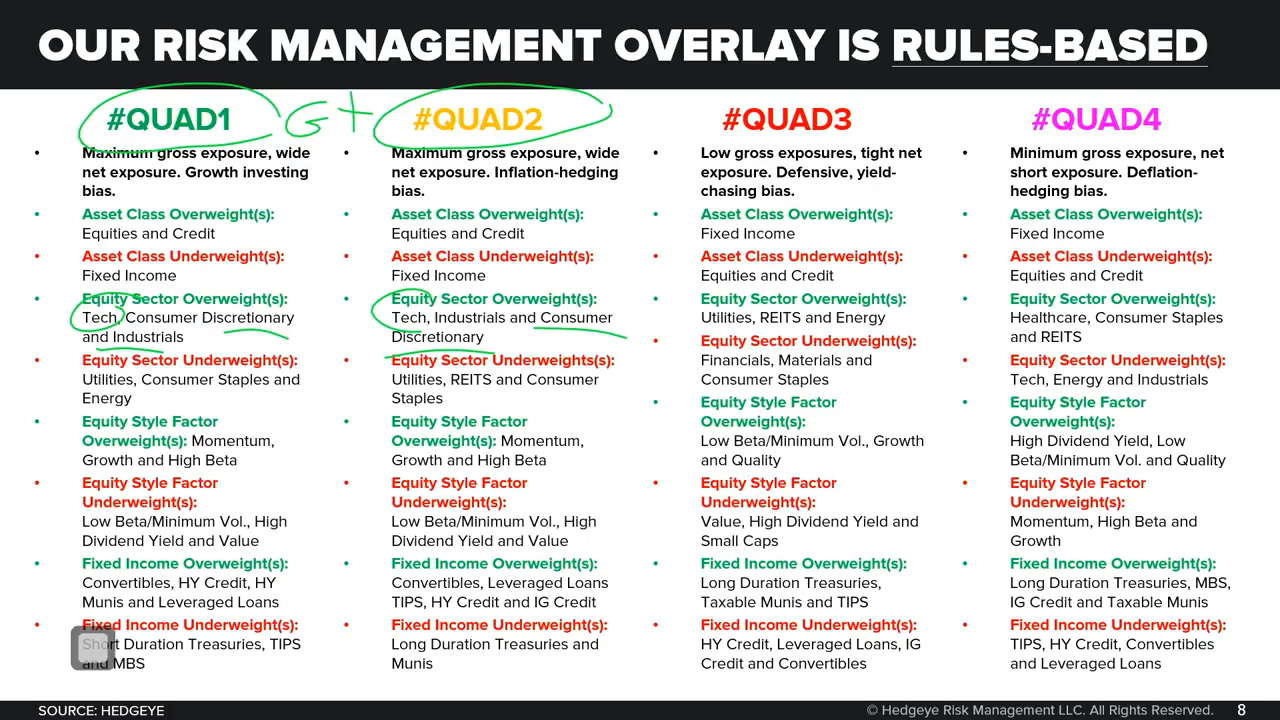 OUR RISK MANAGEMENT OVERLAY IS RULES-BASED
#QUAD1
G +
#QUAD2
#QUAD3
#QUAD4
• Maximum gross exposure, wide
net exposure. Growth investing
bias.
• Asset Class Overweight(s):
Equities and Credit
• Asset Class Underweight(s):
Fixed Income
• Equity Sector Overweight(s):
Tech, Consumer Discretionary
and Industrials
• Equity Sector Underweight(s):
Utilities, Consumer Staples and
Energy
• Equity Style Factor
Overweight(s): Momentum,
Growth and High Beta
• Equity Style Factor
Underweight(s):
Low Beta/Minimum Vol., High
Dividend Yield and Value
• Fixed Income Overweight(s):
Convertibles, HY Credit, HY
Munis and Leveraged Loans
• Fixed Income Underweight(s):
Short Duration Treasuries, TIPS
and MBS
• Maximum gross exposure, wide
net exposure. Inflation-hedging
bias.
• Asset Class Overweight(s):
Equities and Credit
• Asset Class Underweight(s):
Fixed Income
• Equity Sector Overweight(s):
Tech, Industrials and Consumer
Discretionary
• Equity Sector Underweights(s):
Utilities, REITS and Consumer
Staples
• Equity Style Factor
Overweight(s): Momentum,
Growth and High Beta
• Equity Style Factor
Underweight(s):
Low Beta/Minimum Vol., High
Dividend Yield and Value
• Fixed Income Overweight(s):
Convertibles, Leveraged Loans
TIPS, HY Credit and IG Credit
• Fixed Income Underweight(s):
Long Duration Treasuries and
Munis
• Low gross exposures, tight net
exposure. Defensive, yield-
chasing bias.
• Asset Class Overweight(s):
Fixed Income
• Asset Class Underweight(s):
Equities and Credit
• Equity Sector Overweight(s):
Utilities, REITS and Energy
• Equity Sector Underweight(s):
Financials, Materials and
Consumer Staples
• Equity Style Factor
Overweight(s):
Low Beta/Minimum Vol., Growth
and Quality
• Equity Style Factor
Underweight(s):
Value, High Dividend Yield and
Small Caps
• Fixed Income Overweight(s):
Long Duration Treasuries,
Taxable Munis and TIPS
• Fixed Income Underweight(s):
HY Credit, Leveraged Loans, IG
Credit and Convertibles
• Minimum gross exposure, net
short exposure. Deflation-
hedging bias.
• Asset Class Overweight(s):
Fixed Income
• Asset Class Underweight(s):
Equities and Credit
• Equity Sector Overweight(s):
Healthcare, Consumer Staples
and REITS
• Equity Sector Underweight(s):
Tech, Energy and Industrials
• Equity Style Factor
Overweight(s):
High Dividend Yield, Low
Beta/Minimum Vol. and Quality
• Equity Style Factor
Underweight(s):
Momentum, High Beta and
Growth
• Fixed Income Overweight(s):
Long Duration Treasuries, MBS,
IG Credit and Taxable Munis
• Fixed Income Underweight(s):
TIPS, HY Credit, Convertibles
and Leveraged Loans
SOURCE: HEDGEYE
© Hedgeye Risk Management LLC. All Rights Reserved. 8